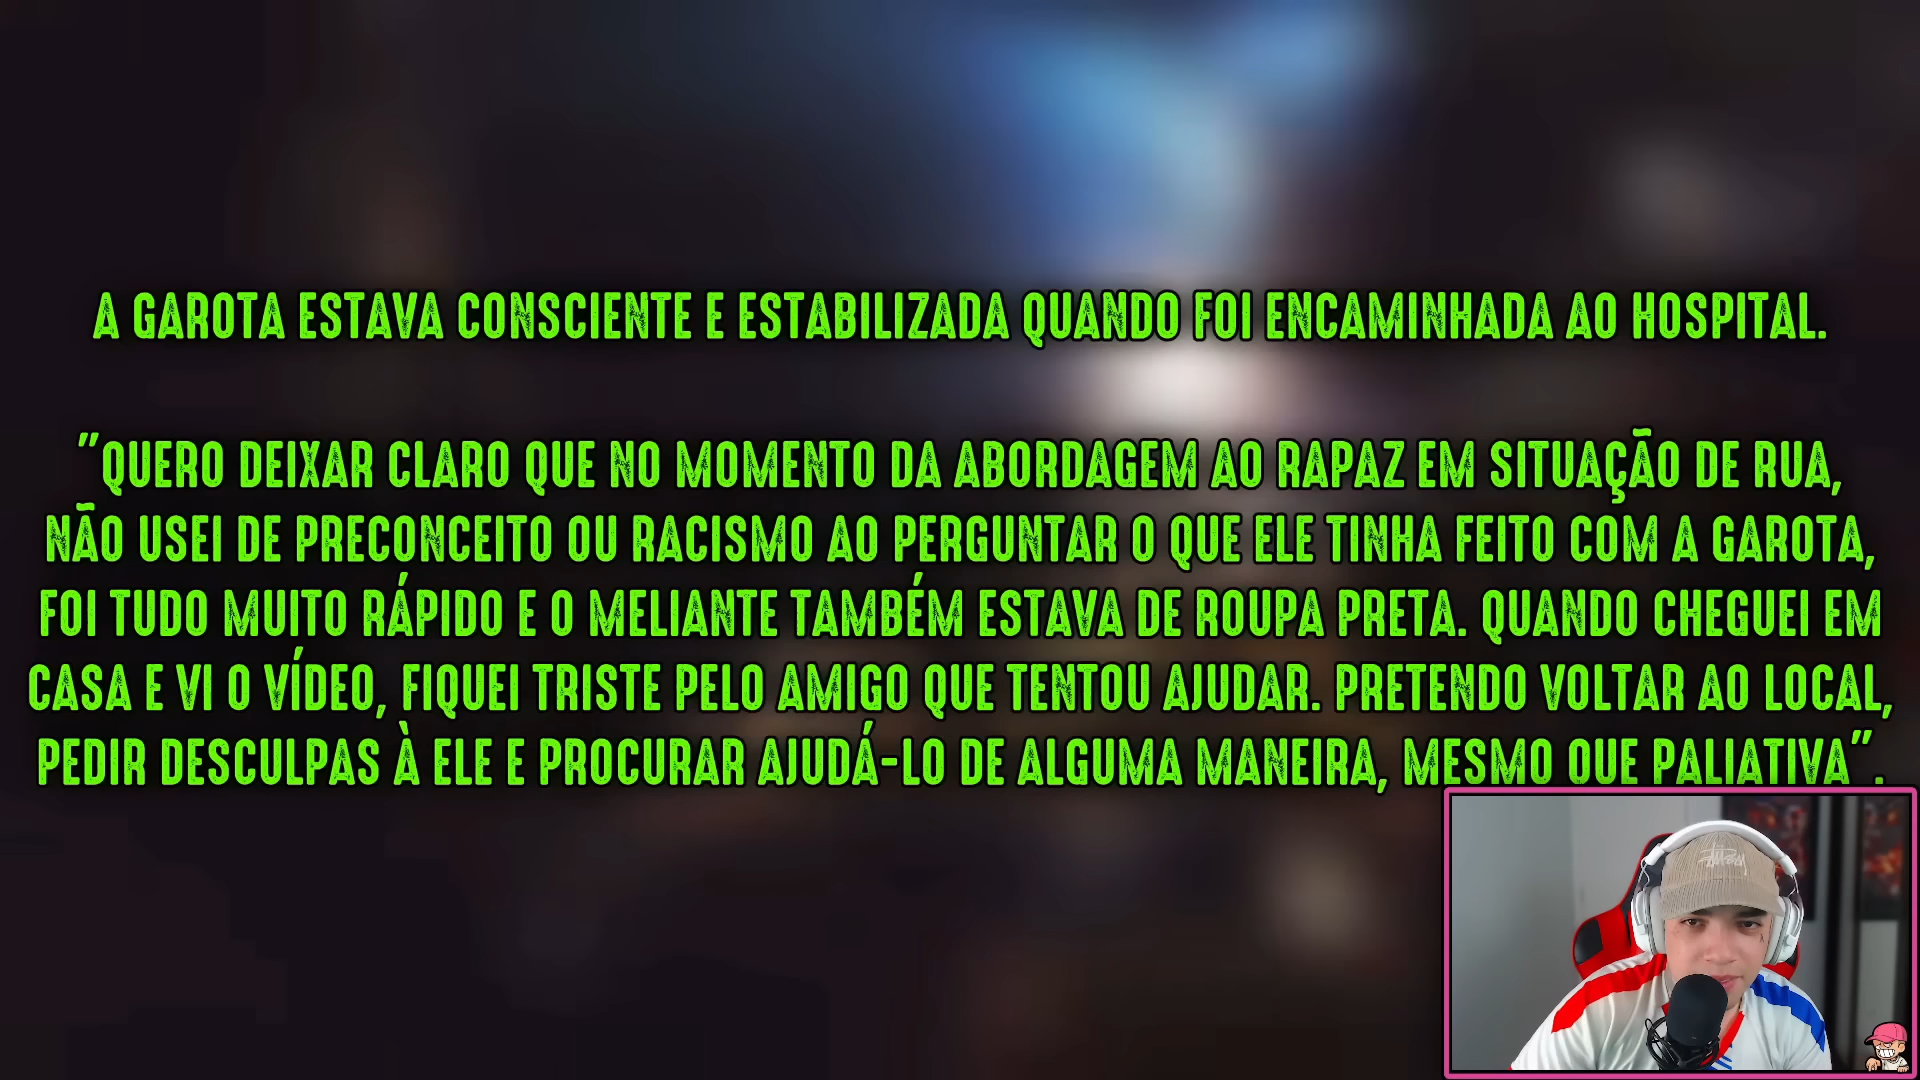 A GAROTA ESTAVA CONSCIENTE E ESTABILIZADA QUANDO FOI ENCAMINHADA AO HOSPITAL.
"QUERO DEIXAR CLARO QUE NO MOMENTO DA ABORDAGEM AO RAPAZ EM SITUAÇÃO DE RUA,
NÃO USEI DE PRECONCEITO OU RACISMO AO PERGUNTAR O QUE ELE TINHA FEITO COM A GAROTA,
FOI TUDO MUITO RÁPIDO E O MELIANTE TAMBÉM ESTAVA DE ROUPA PRETA. QUANDO CHEGUEI EM
CASA E VI O VÍDEO, FIQUEI TRISTE PELO AMIGO QUE TENTOU AJUDAR. PRETENDO VOLTAR AO LOCAL,
PEDIR DESCULPAS À ELE E PROCURAR AJUDÁ-LO DE ALGUMA MANEIRA, MESMO QUE PALIATIVA".